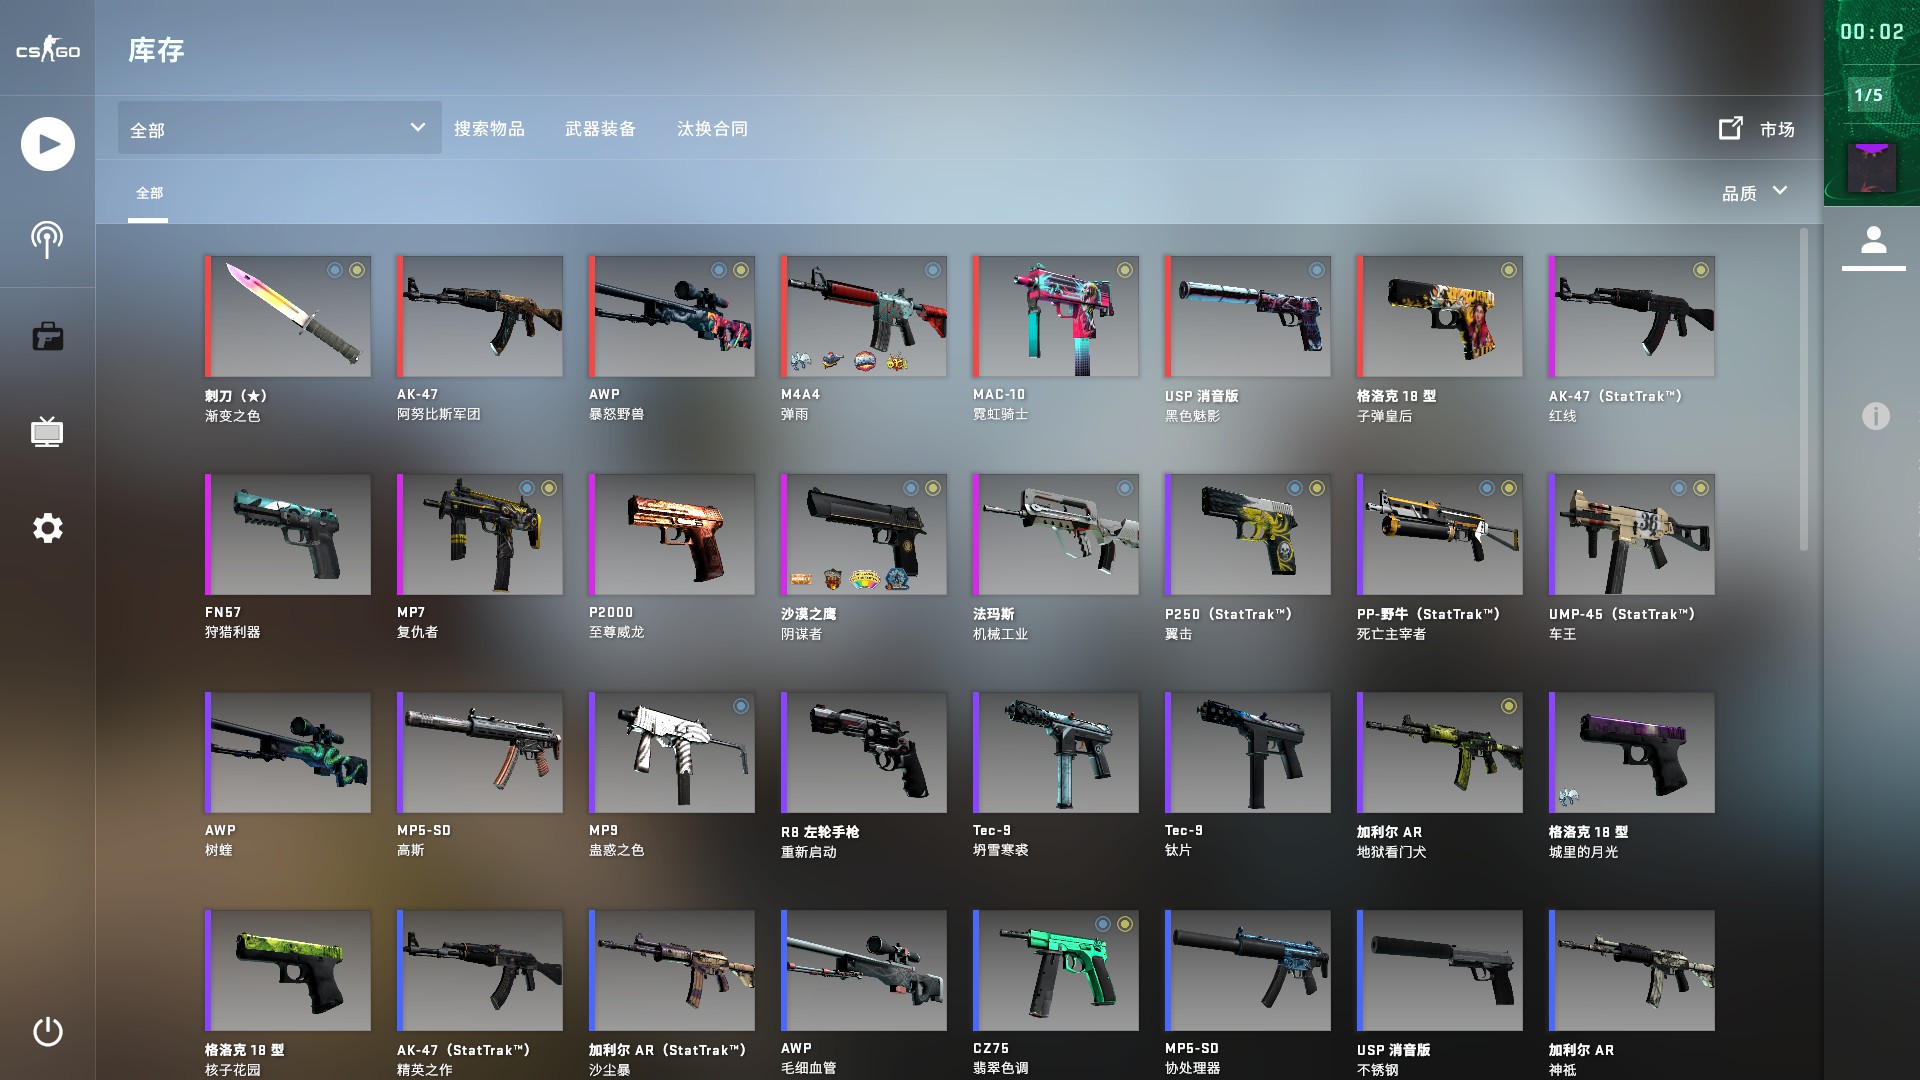 CS GO
库存
00:02
1/5
全部
搜索物品
武器装备
汰换合同
市场
全部
品质
刺刀（★）
渐变之色
AK-47
阿努比斯军团
AWP
暴怒野兽
M4A4
弹雨
MAC-10
霓虹骑士
USP 消音版
黑色魅影
格洛克 18 型
子弹皇后
AK-47（StatTrak™）
红线
FN57
狩猎利器
MP7
复仇者
P2000
至尊威龙
沙漠之鹰
阴谋者
法玛斯
机械工业
P250（StatTrak™）
翼击
PP-野牛（StatTrak™）
死亡主宰者
UMP-45（StatTrak™）
车王
AWP
树蝰
MP5-SD
高斯
MP9
蛊惑之色
R8 左轮手枪
重新启动
Tec-9
坍雪寒裘
Tec-9
钛片
加利尔 AR
地狱看门犬
格洛克 18 型
城里的月光
格洛克 18 型
核子花园
AK-47（StatTrak™）
精英之作
加利尔 AR（StatTrak™）
沙尘暴
AWP
毛细血管
CZ75
翡翠色调
MP5-SD
协处理器
USP 消音版
不锈钢
加利尔 AR
神祗